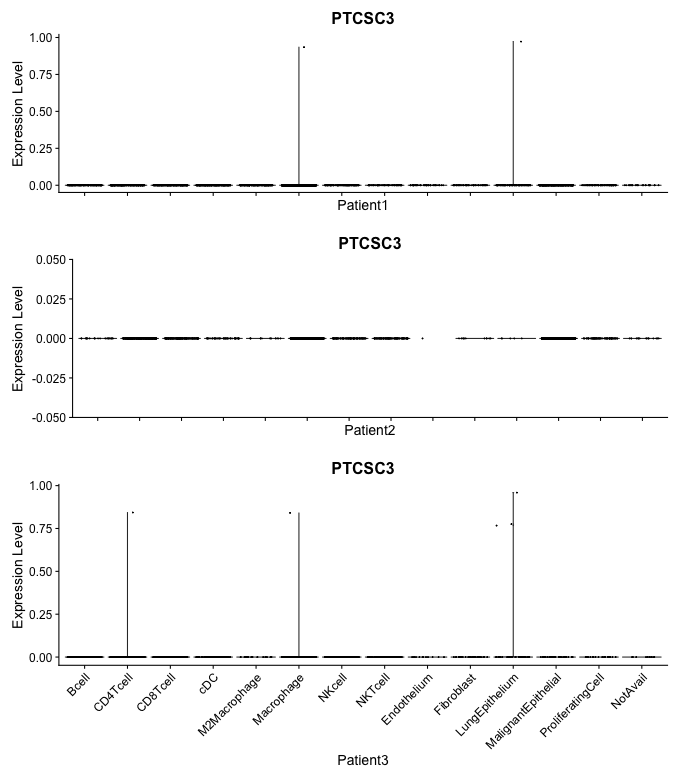 PTCSC3
1.00
0.75
0.50
0.25
0.00
Expression Level
Patient1
PTCSC3
0.050
0.025
0.000
-0.025
-0.050
Expression Level
Patient2
PTCSC3
1.00
0.75
0.50
0.25
0.00
Expression Level
Bcell
CD4Tcell
CD8Tcell
cDC
M2Macrophage
Macrophage
NKcell
NKTcell
Endothelium
Fibroblast
LungEpithelium
MalignantEpithelial
ProliferatingCell
NotAvail
Patient3